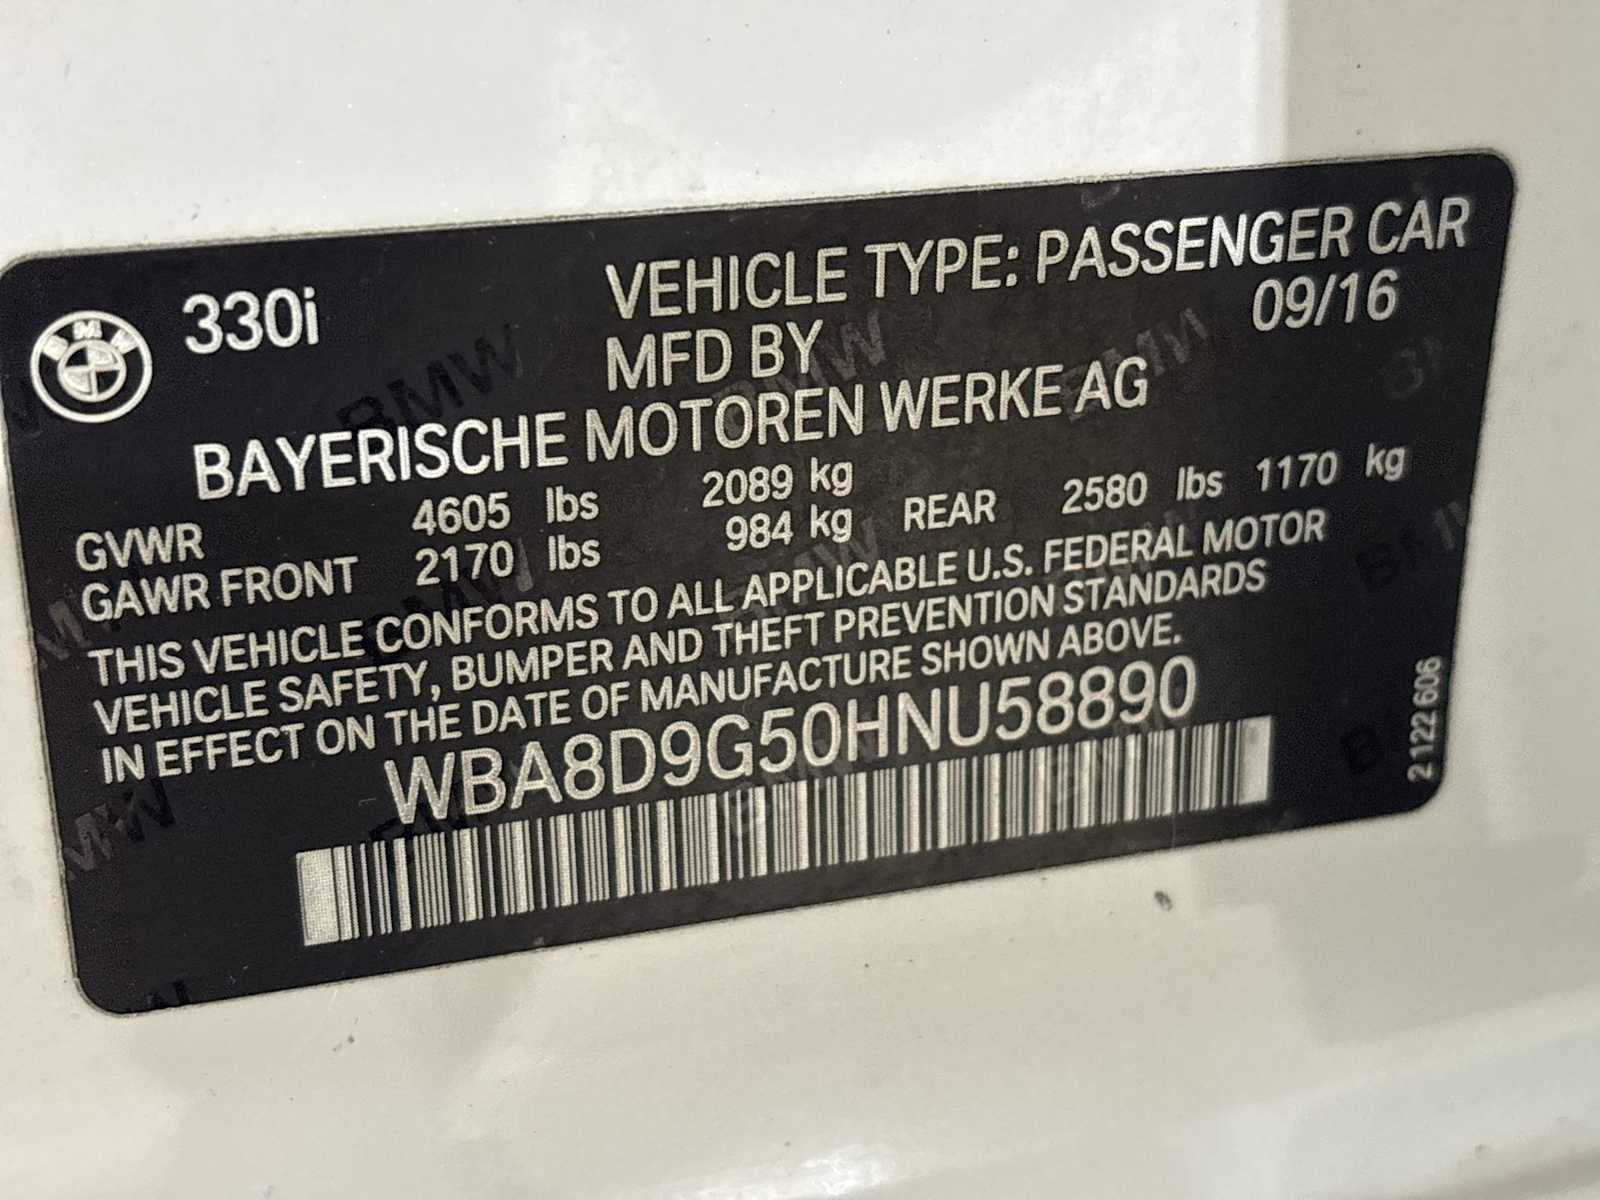 BMW 330i VEHICLE TYPE: PASSENGER CAR
MFD BY 09/16
BAYERISCHE MOTOREN WERKE AG
GVWR 4605 lbs 2089 kg
GAWR FRONT 2170 lbs 984 kg REAR 2580 lbs 1170 kg
THIS VEHICLE CONFORMS TO ALL APPLICABLE U.S. FEDERAL MOTOR
VEHICLE SAFETY, BUMPER AND THEFT PREVENTION STANDARDS
IN EFFECT ON THE DATE OF MANUFACTURE SHOWN ABOVE.
WBA8D9G50HNU58890
2 122 606